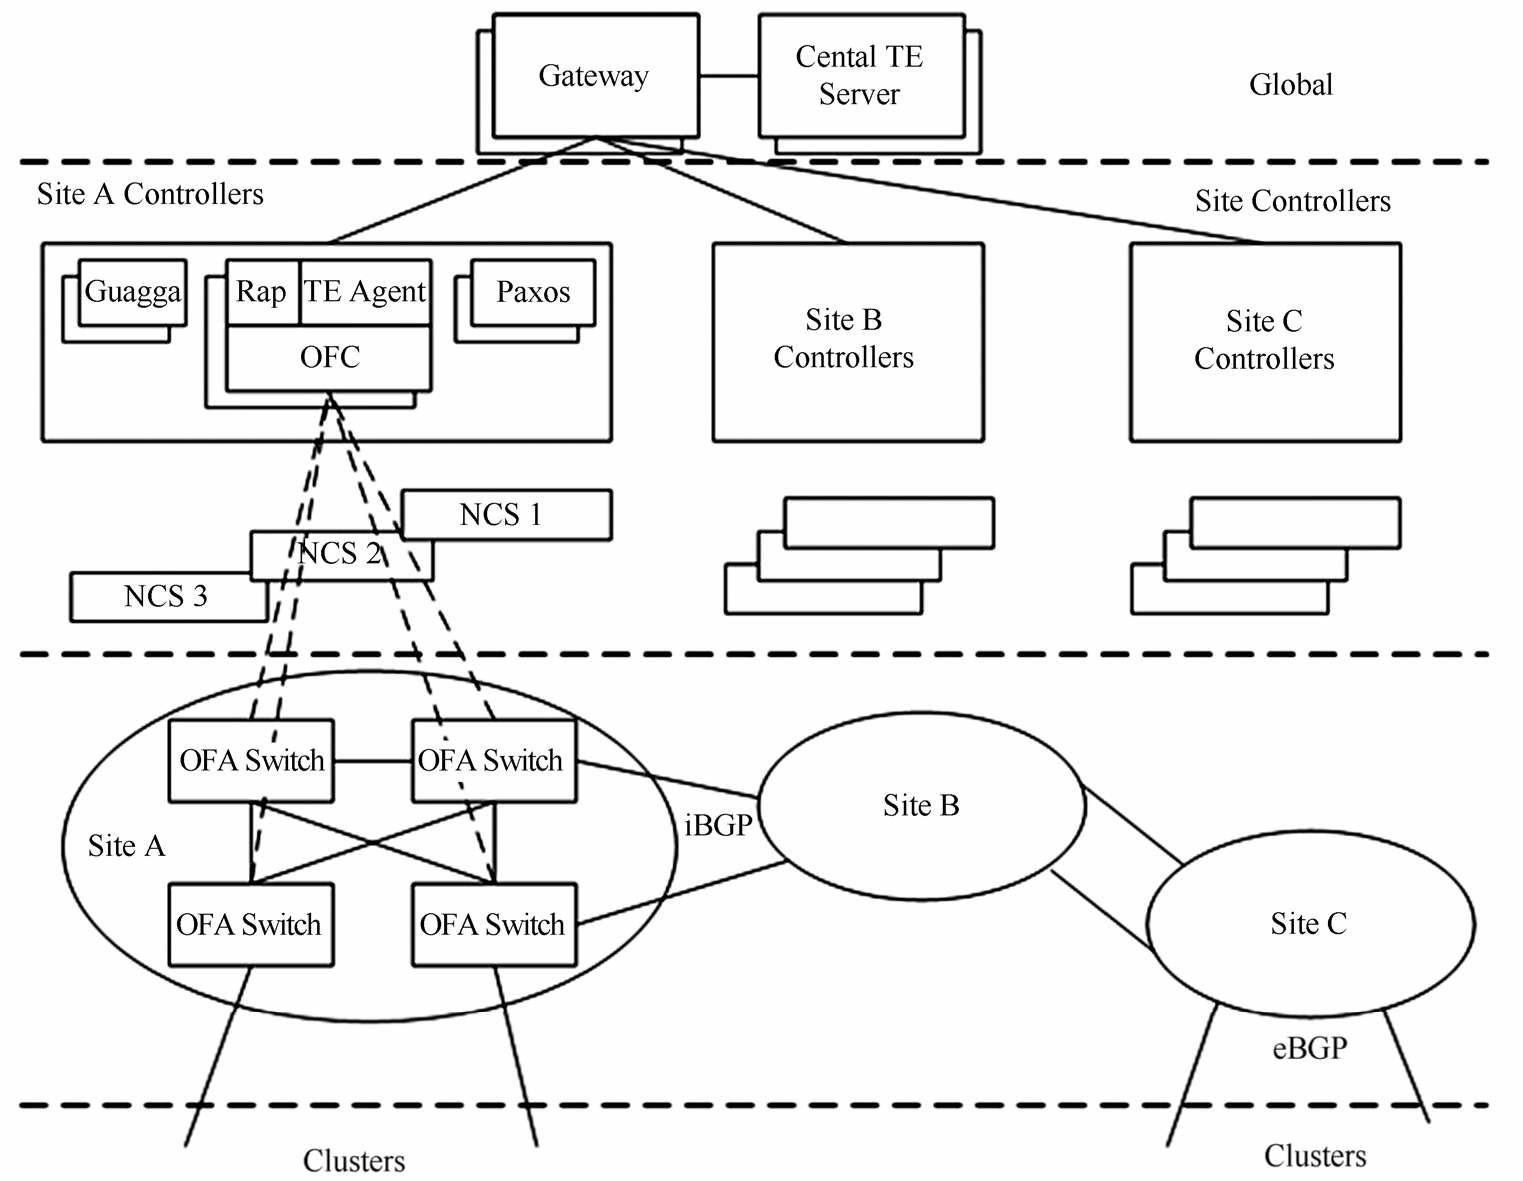 Gateway
Cental TE
Server
Global
Site A Controllers
Site Controllers
Guagga
Rap
TE Agent
Paxos
OFC
Site B
Controllers
Site C
Controllers
NCS 1
NCS 2
NCS 3
OFA Switch
OFA Switch
Site A
iBGP
Site B
OFA Switch
OFA Switch
Site C
eBGP
Clusters
Clusters